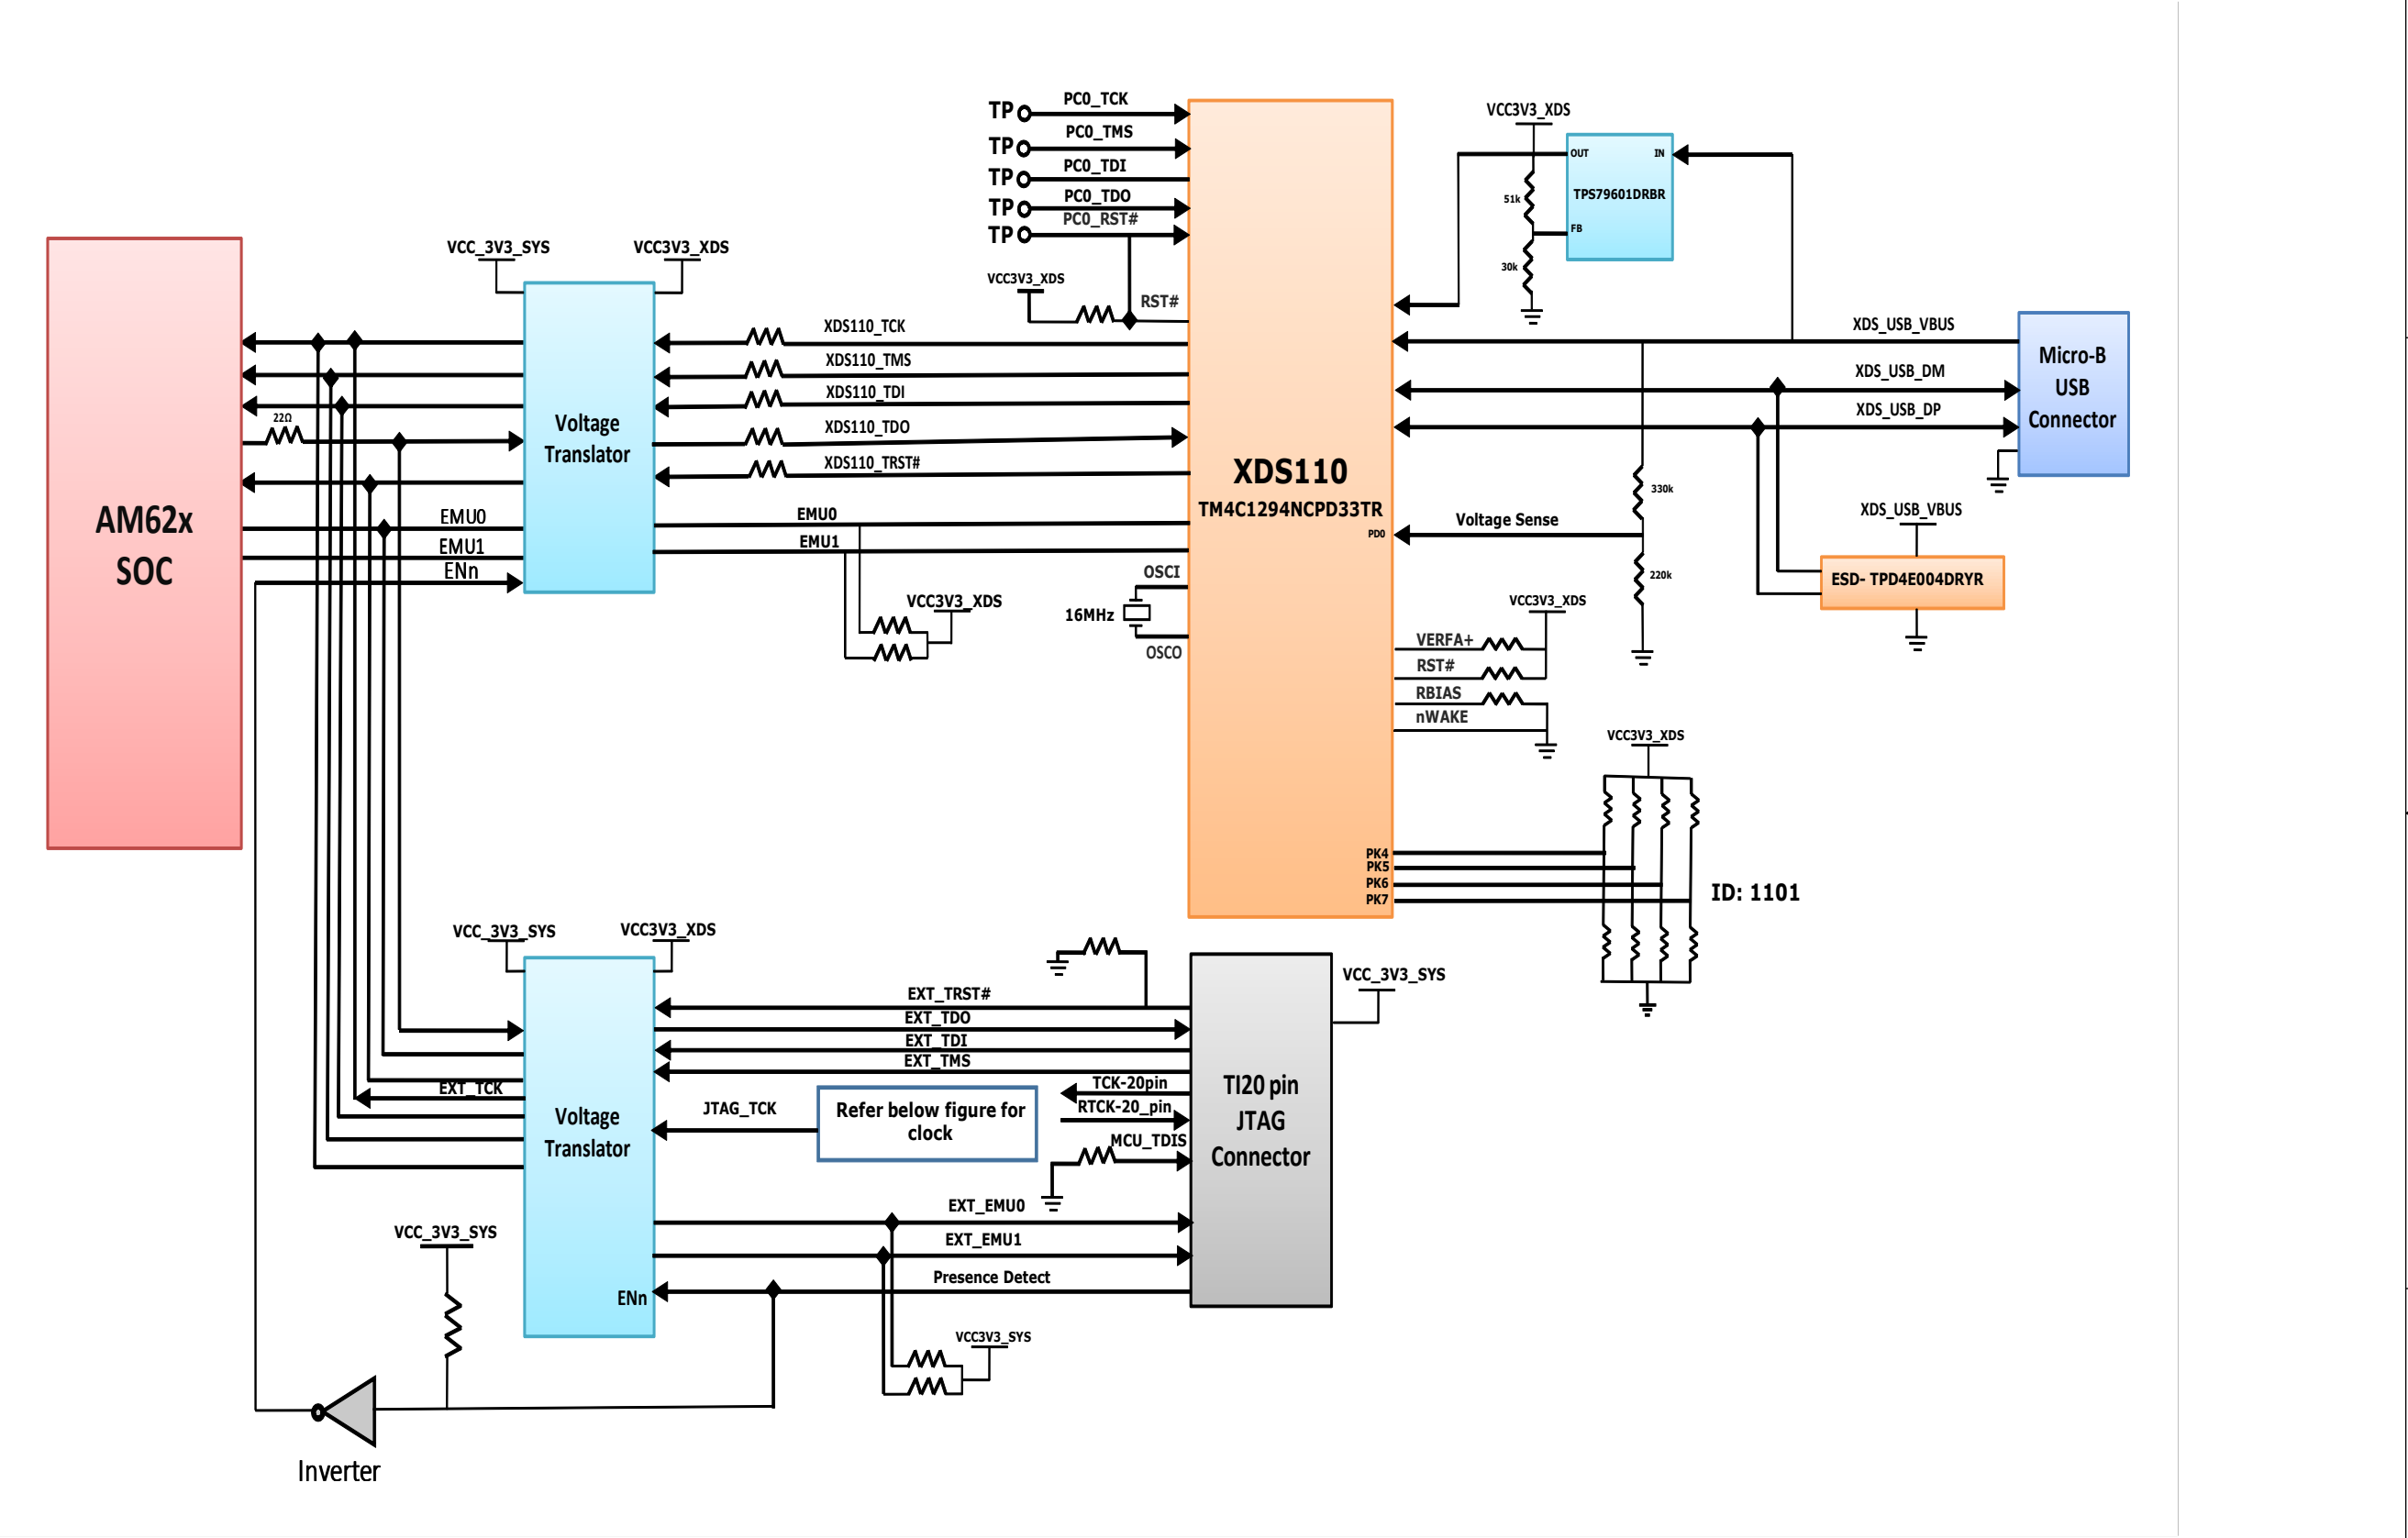 TP PC0_TCK
TP PC0_TMS
TP PC0_TDI
TP PC0_TDO
TP PC0_RST#
VCC3V3_XDS
RST#
VCC3V3_XDS
OUT
IN
TPS79601DRBR
51k
FB
30k
VCC_3V3_SYS
VCC3V3_XDS
XDS110_TCK
XDS110_TMS
XDS110_TDI
XDS110_TDO
XDS110_TRST#
22Ω
Voltage
Translator
AM62x
SOC
EMU0
EMU1
ENn
EMU0
EMU1
VCC3V3_XDS
OSCI
16MHz
OSCO
XDS110
TM4C1294NCPD33TR
PD0
XDS_USB_VBUS
XDS_USB_DM
XDS_USB_DP
Micro-B
USB
Connector
330k
Voltage Sense
220k
XDS_USB_VBUS
ESD- TPD4E004DRYR
VCC3V3_XDS
VERFA+
RST#
RBIAS
nWAKE
VCC3V3_XDS
PK4
PK5
PK6
PK7
ID: 1101
VCC_3V3_SYS
VCC3V3_XDS
VCC_3V3_SYS
EXT_TRST#
EXT_TDO
EXT_TDI
EXT_TMS
TCK-20pin
RTCK-20_pin
MCU_TDIS
EXT_TCK
JTAG_TCK
Refer below figure for
clock
Voltage
Translator
TI20 pin
JTAG
Connector
EXT_EMU0
EXT_EMU1
Presence Detect
ENn
VCC_3V3_SYS
VCC3V3_SYS
Inverter